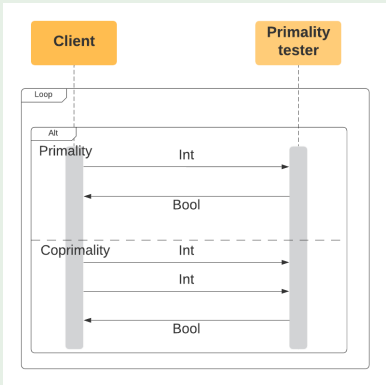 Client
Primality
tester
Loop
Alt
Primality
Int
Bool
Coprimality
Int
Int
Bool